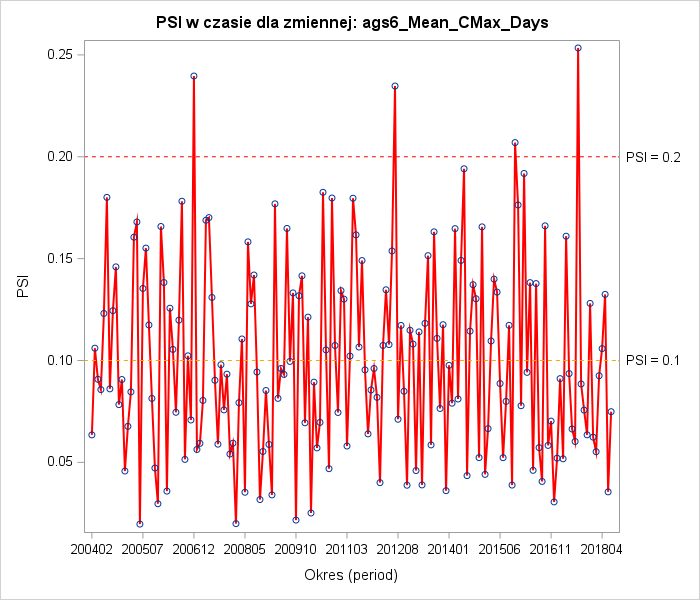 PSI w czasie dla zmiennej: ags6_Mean_CMax_Days
0.25
0.20
PSI = 0.2
0.15
PSI
0.10
PSI = 0.1
0.05
200402 200507 200612 200805 200910 201103 201208 201401 201506 201611 201804
Okres (period)